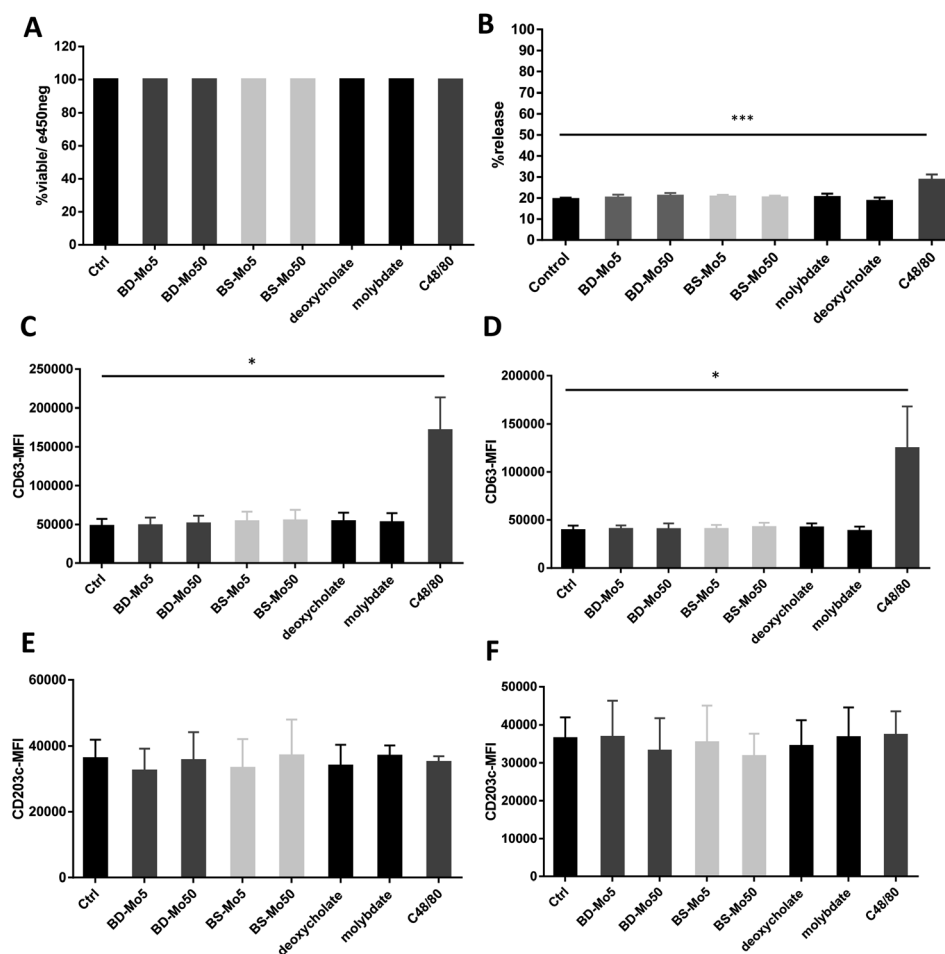 A
%viable/ e450neg
120
100
80
60
40
20
0
Ctrl
BD-Mo5
BD-Mo50
BS-Mo5
BS-Mo50
deoxycholate
molybdate
C48/80
B
%release
100
90
80
70
60
50
40
30
20
10
0
***
Control
BD-Mo5
BD-Mo50
BS-Mo5
BS-Mo50
molybdate
deoxycholate
C48/80
C
CD63-MFI
250000
200000
150000
100000
50000
0
*
Ctrl
BD-Mo5
BD-Mo50
BS-Mo5
BS-Mo50
deoxycholate
molybdate
C48/80
D
CD63-MFI
200000
150000
100000
50000
0
*
Ctrl
BD-Mo5
BD-Mo50
BS-Mo5
BS-Mo50
deoxycholate
molybdate
C48/80
E
CD203c-MFI
60000
40000
20000
0
Ctrl
BD-Mo5
BD-Mo50
BS-Mo5
BS-Mo50
deoxycholate
molybdate
C48/80
F
CD203c-MFI
50000
40000
30000
20000
10000
0
Ctrl
BD-Mo5
BD-Mo50
BS-Mo5
BS-Mo50
deoxycholate
molybdate
C48/80